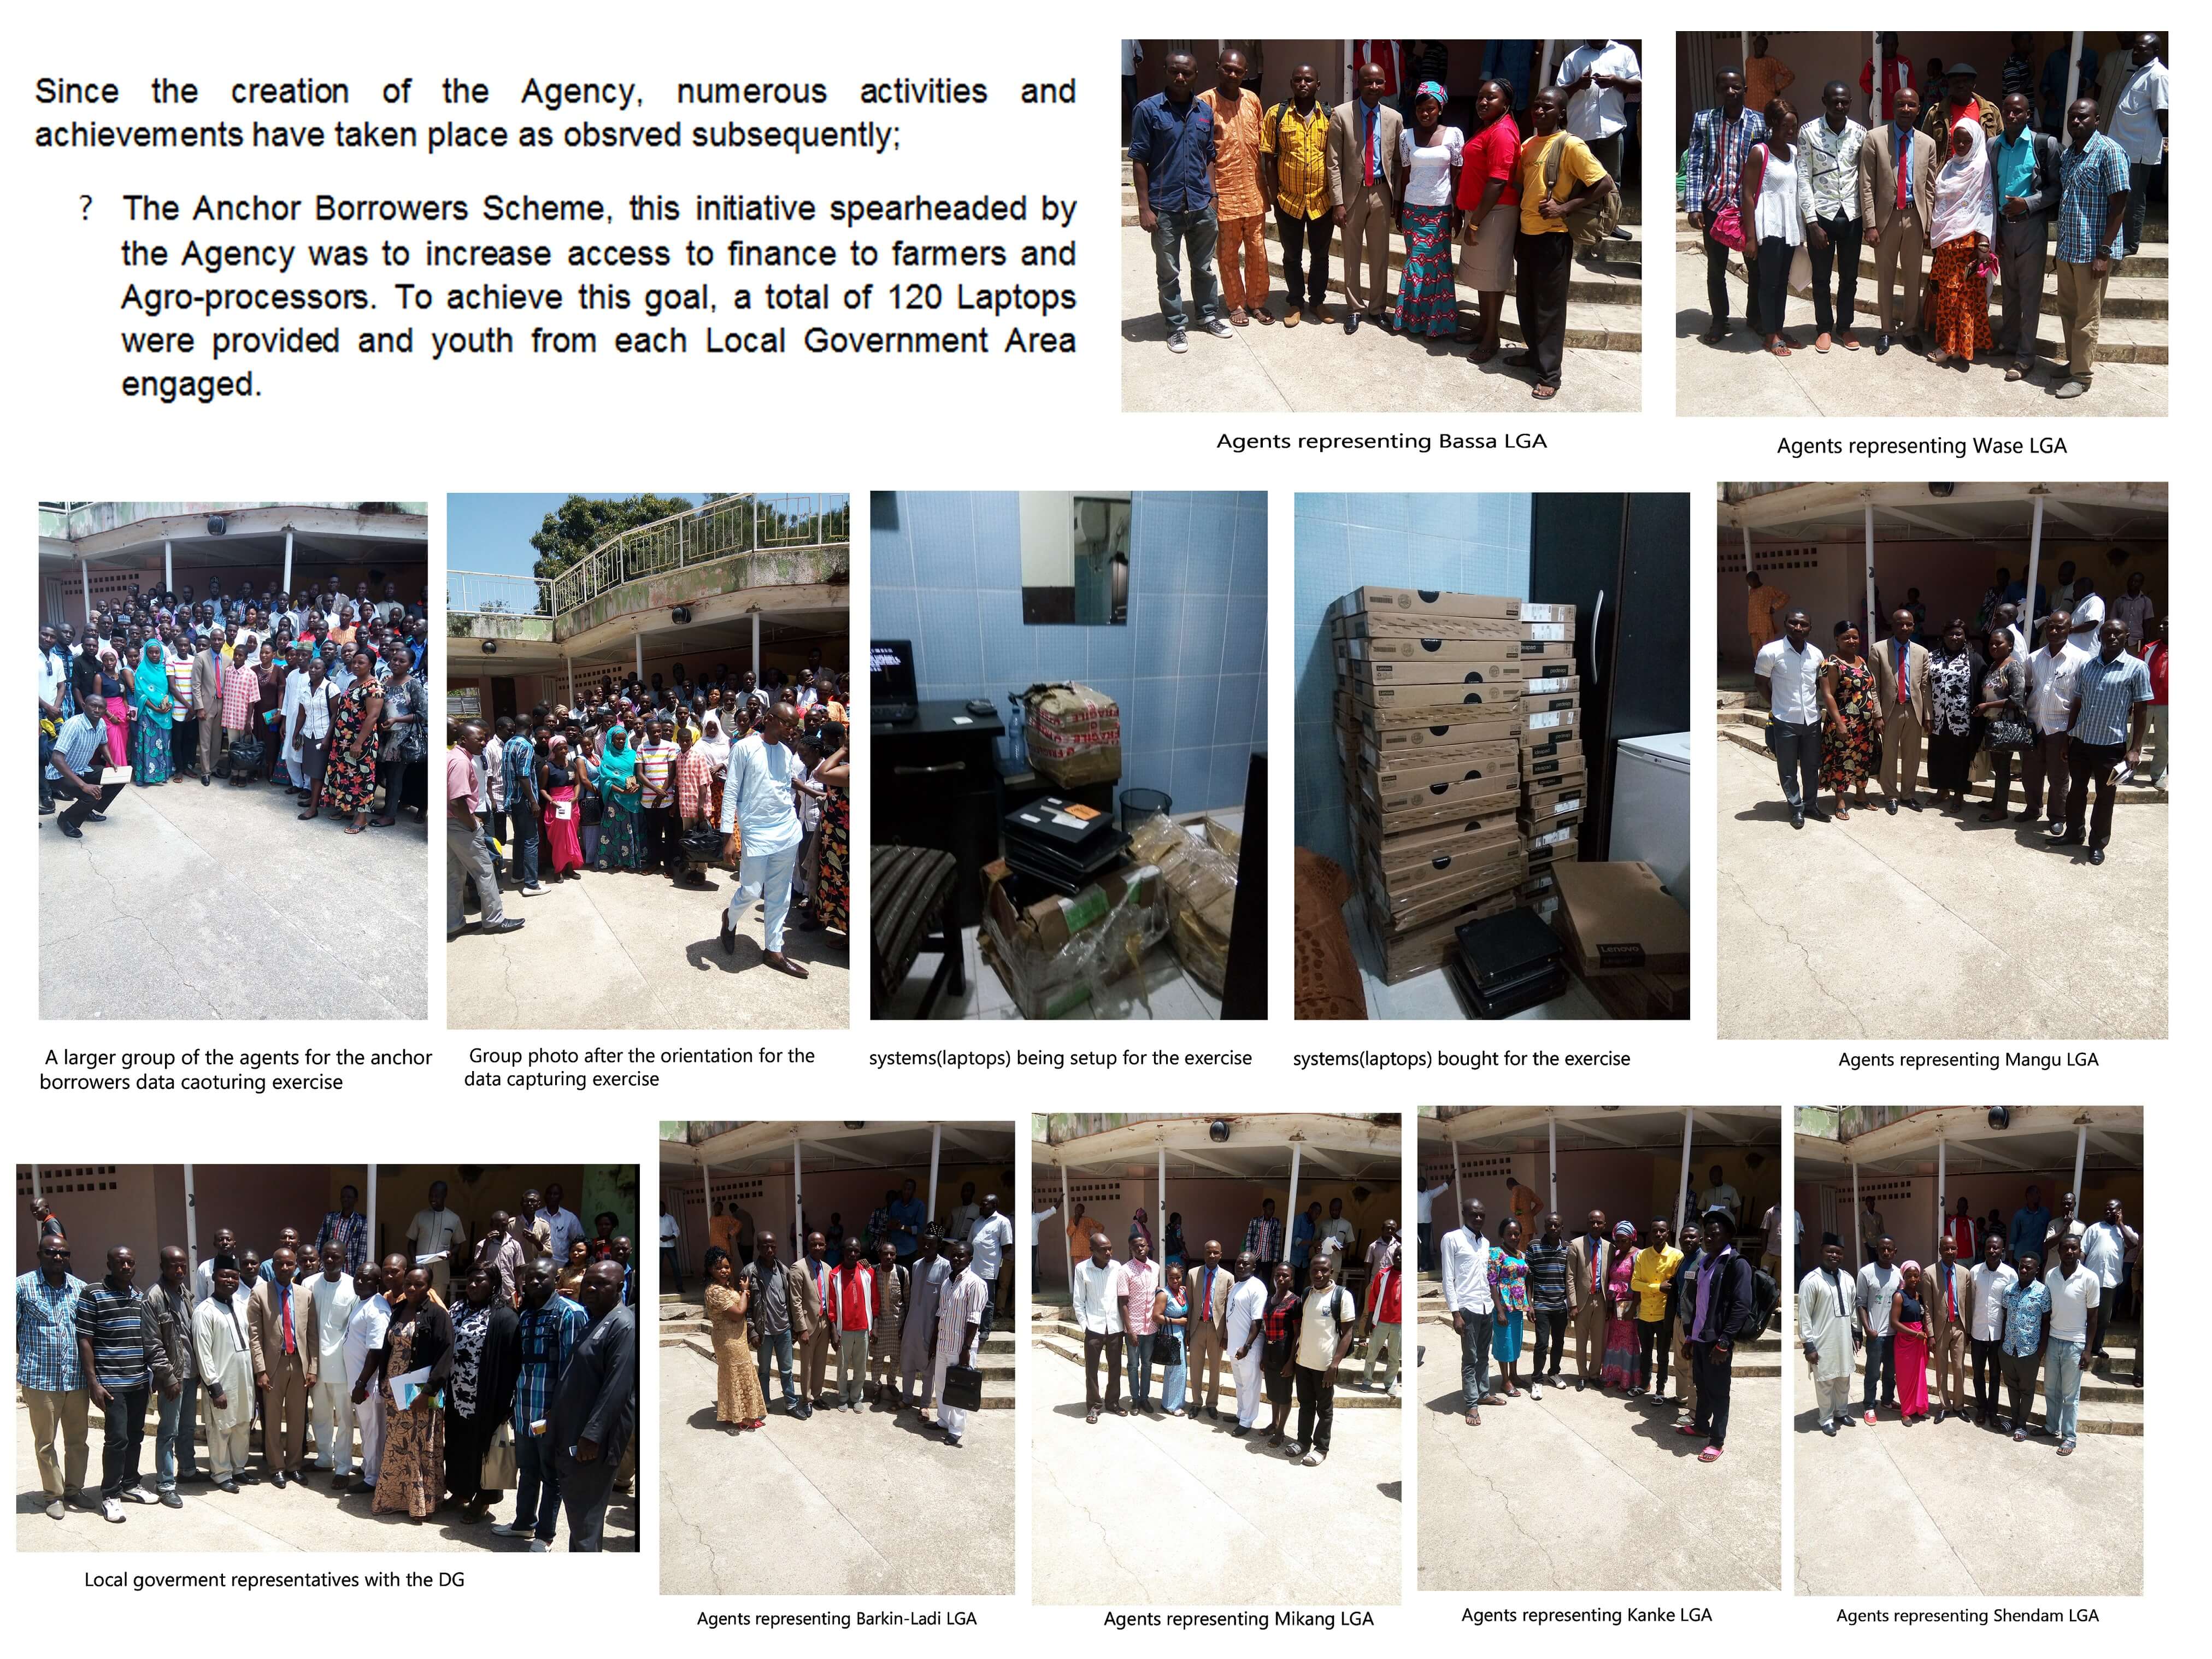 Since the creation of the Agency, numerous activities and
achievements have taken place as obsrved subsequently;
? The Anchor Borrowers Scheme, this initiative spearheaded by
the Agency was to increase access to finance to farmers and
Agro-processors. To achieve this goal, a total of 120 Laptops
were provided and youth from each Local Government Area
engaged.
Agents representing Bassa LGA
Agents representing Wase LGA
FRAGILE
Lenovo
A larger group of the agents for the anchor
borrowers data caoturing exercise
Group photo after the orientation for the
data capturing exercise
systems(laptops) being setup for the exercise
systems(laptops) bought for the exercise
Agents representing Mangu LGA
Local goverment representatives with the DG
Agents representing Barkin-Ladi LGA
Agents representing Mikang LGA
Agents representing Kanke LGA
Agents representing Shendam LGA